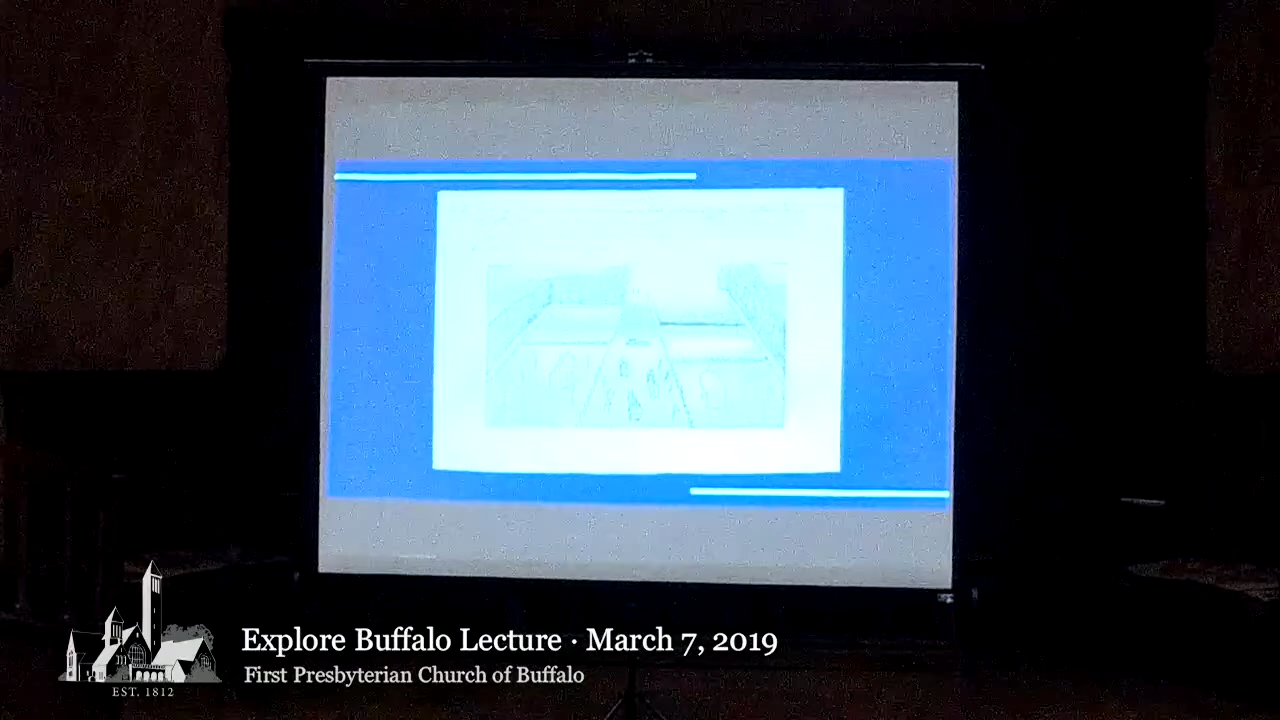 Explore Buffalo Lecture · March 7, 2019
First Presbyterian Church of Buffalo
EST. 1812